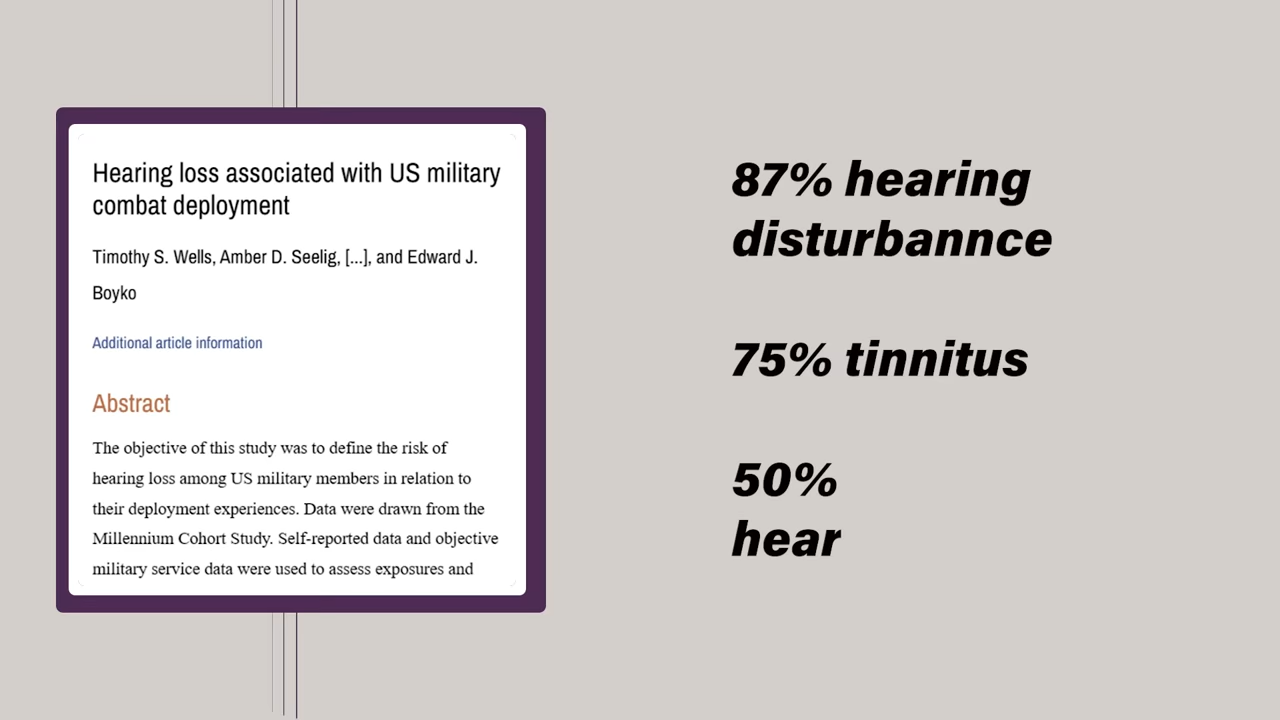 Hearing loss associated with US military
combat deployment
Timothy S. Wells, Amber D. Seelig, [...], and Edward J.
Boyko
Additional article information
Abstract
The objective of this study was to define the risk of
hearing loss among US military members in relation to
their deployment experiences. Data were drawn from the
Millennium Cohort Study. Self-reported data and objective
military service data were used to assess exposures and
87% hearing
disturbannce
75% tinnitus
50%
hear